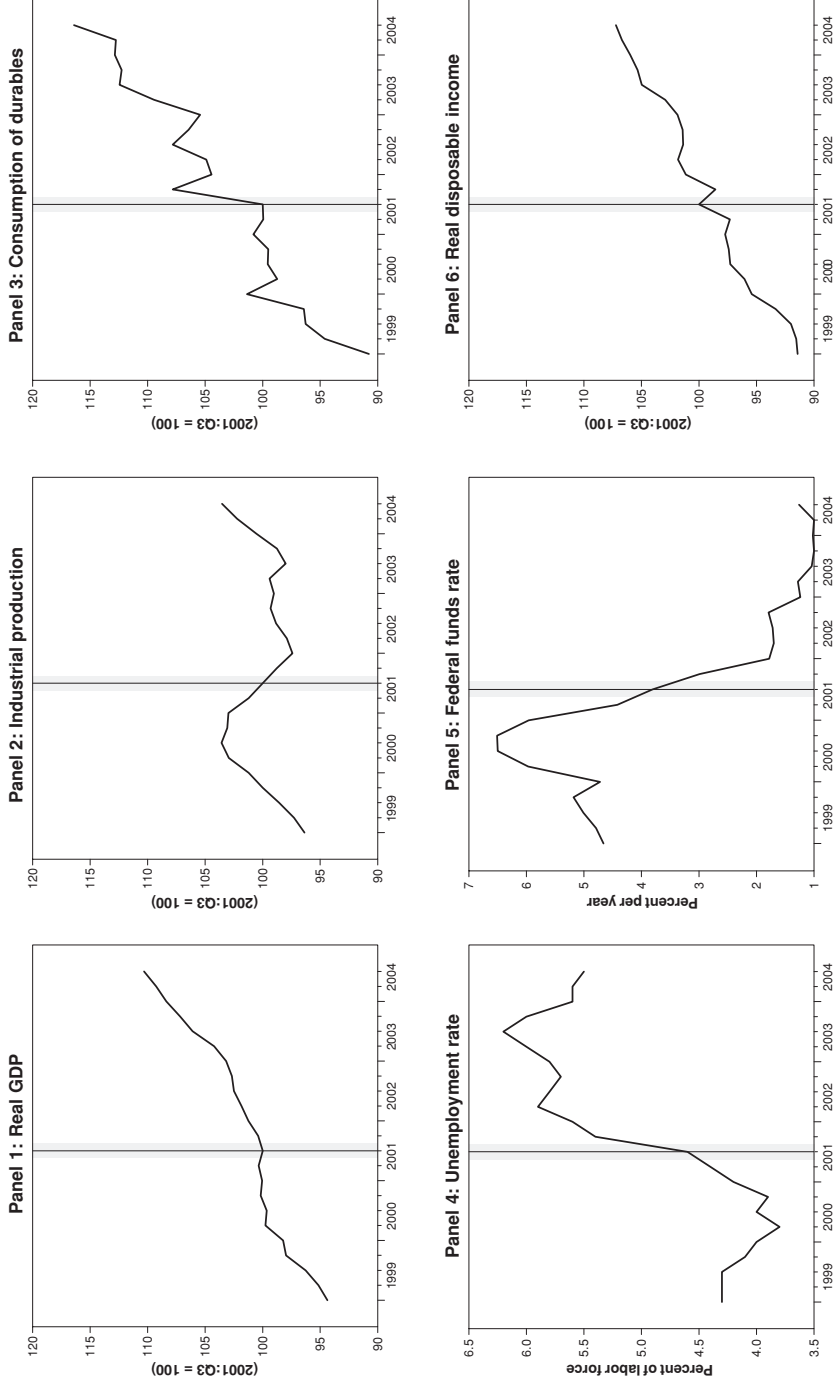 Panel 1: Real GDP
120
115
110
105
100
95
90
(2001:Q3 = 100)
1999 2000 2001 2002 2003 2004
Panel 2: Industrial production
120
115
110
105
100
95
90
(2001:Q3 = 100)
1999 2000 2001 2002 2003 2004
Panel 3: Consumption of durables
120
115
110
105
100
95
90
(2001:Q3 = 100)
1999 2000 2001 2002 2003 2004
Panel 4: Unemployment rate
6.5
6.0
5.5
5.0
4.5
4.0
3.5
Percent of labor force
1999 2000 2001 2002 2003 2004
Panel 5: Federal funds rate
7
6
5
4
3
2
1
Percent per year
1999 2000 2001 2002 2003 2004
Panel 6: Real disposable income
120
115
110
105
100
95
90
(2001:Q3 = 100)
1999 2000 2001 2002 2003 2004